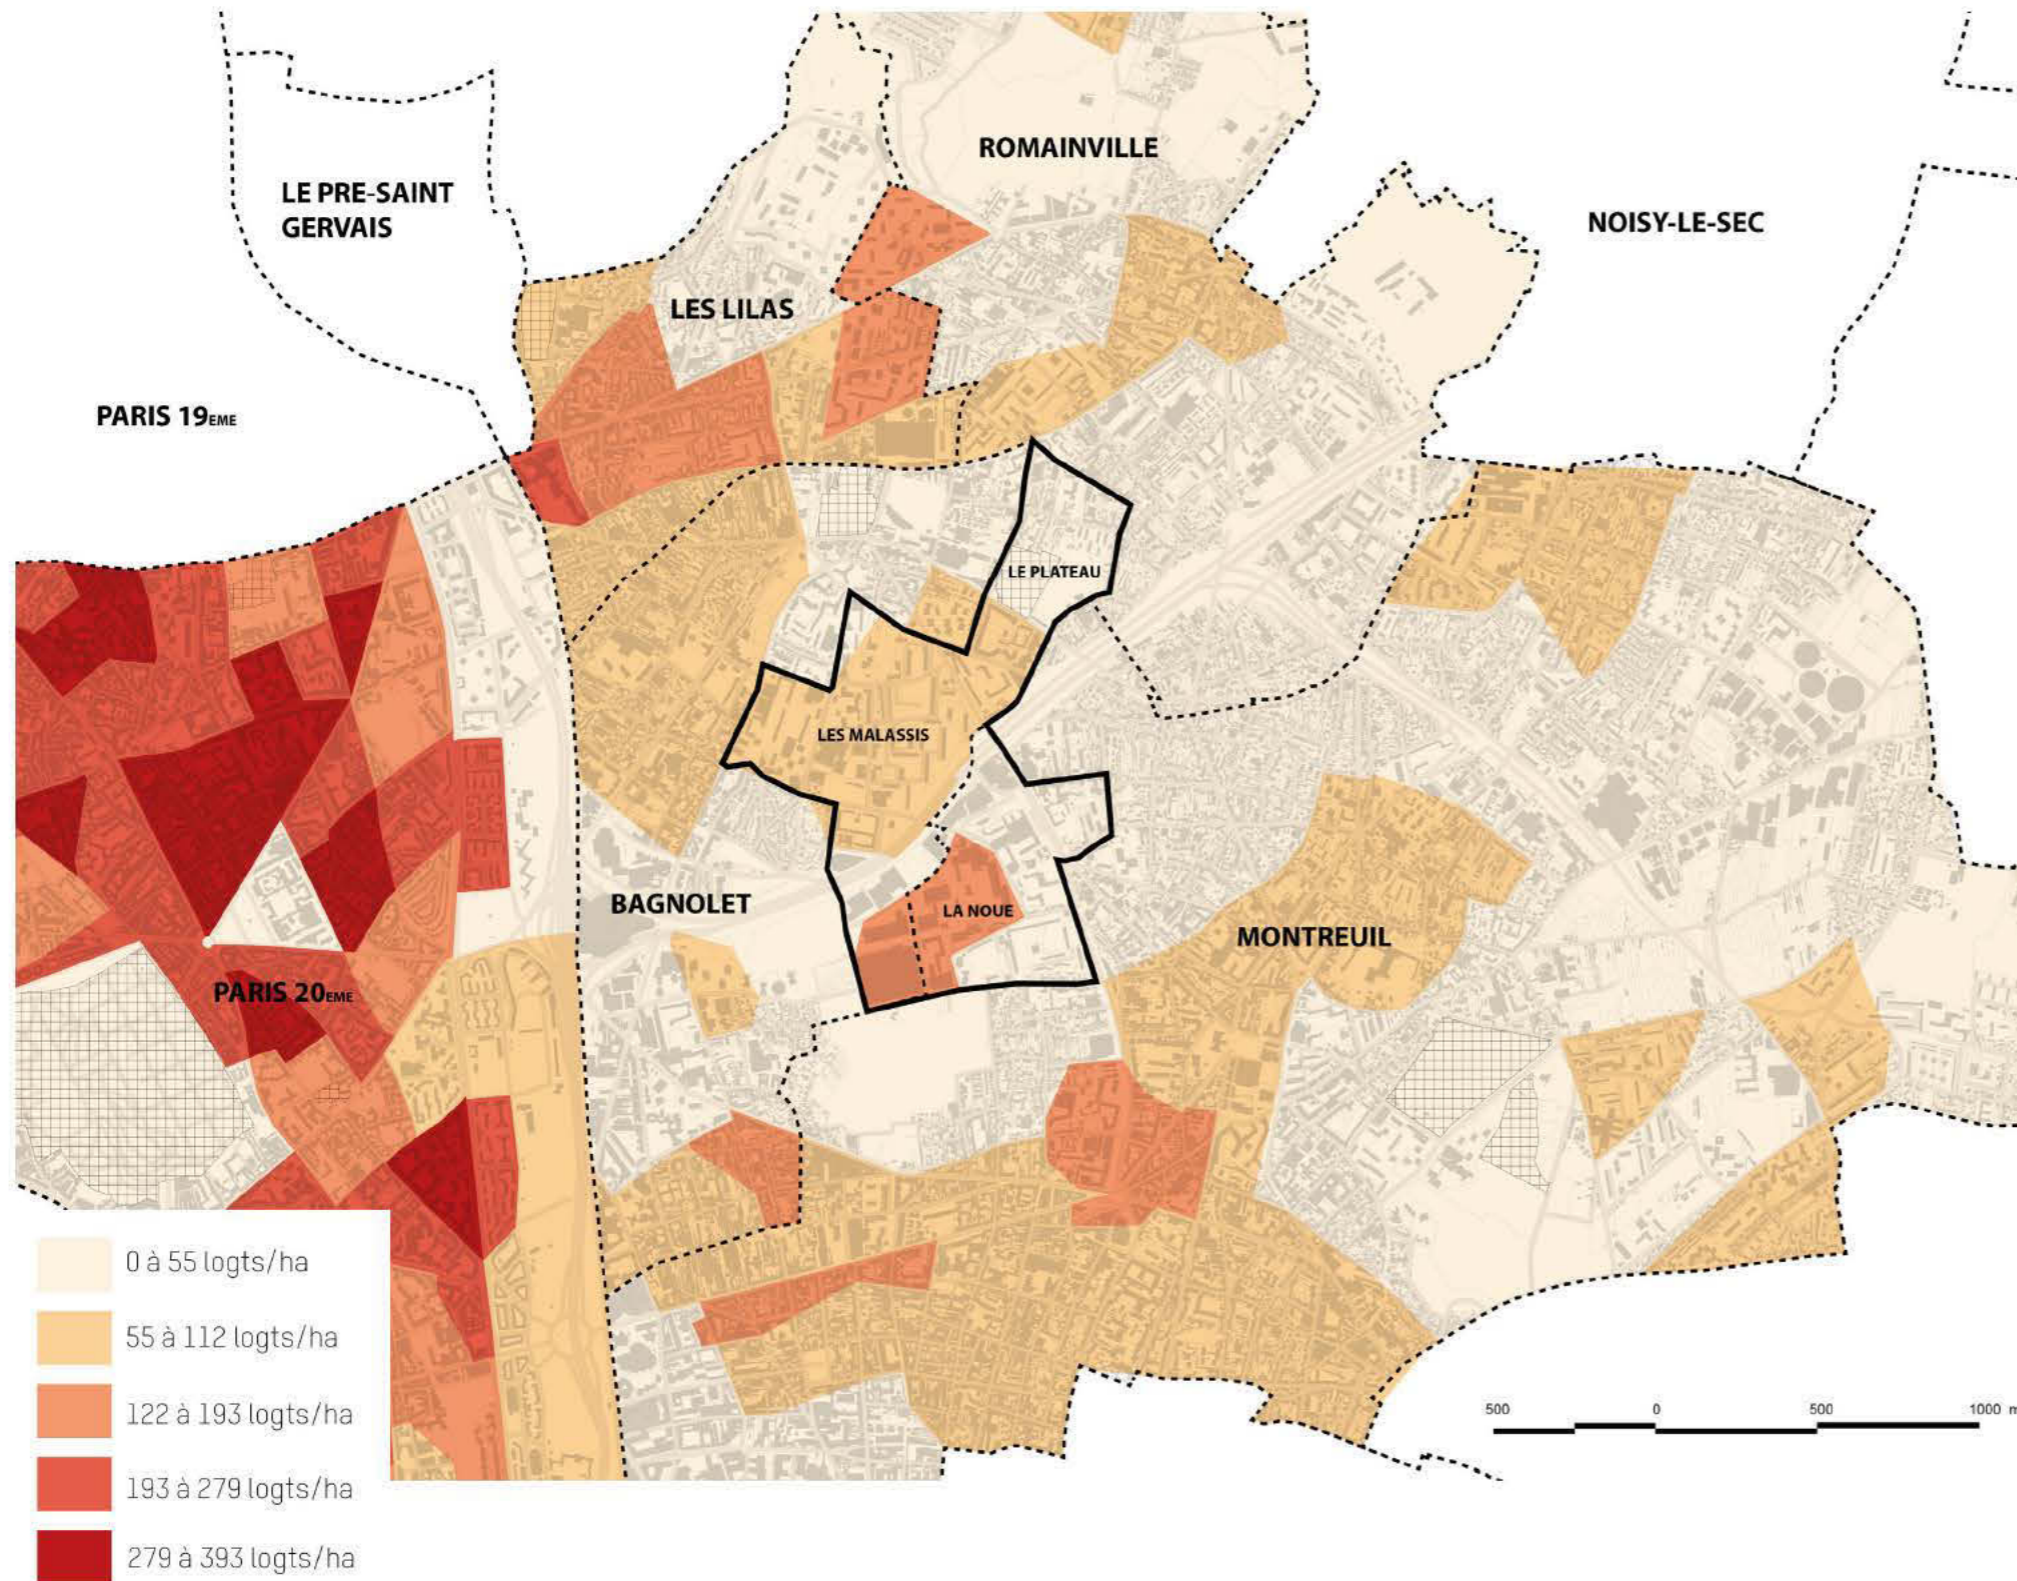 ROMAINVILLE
LE PRE-SAINT
GERVAIS
NOISY-LE-SEC
LES LILAS
PARIS 19EME
LE PLATEAU
LES MALASSIS
BAGNOLET
LA NOUE
MONTREUIL
PARIS 20EME
0 à 55 logts/ha
55 à 112 logts/ha
122 à 193 logts/ha
193 à 279 logts/ha
279 à 393 logts/ha
500 0 500 1000 m